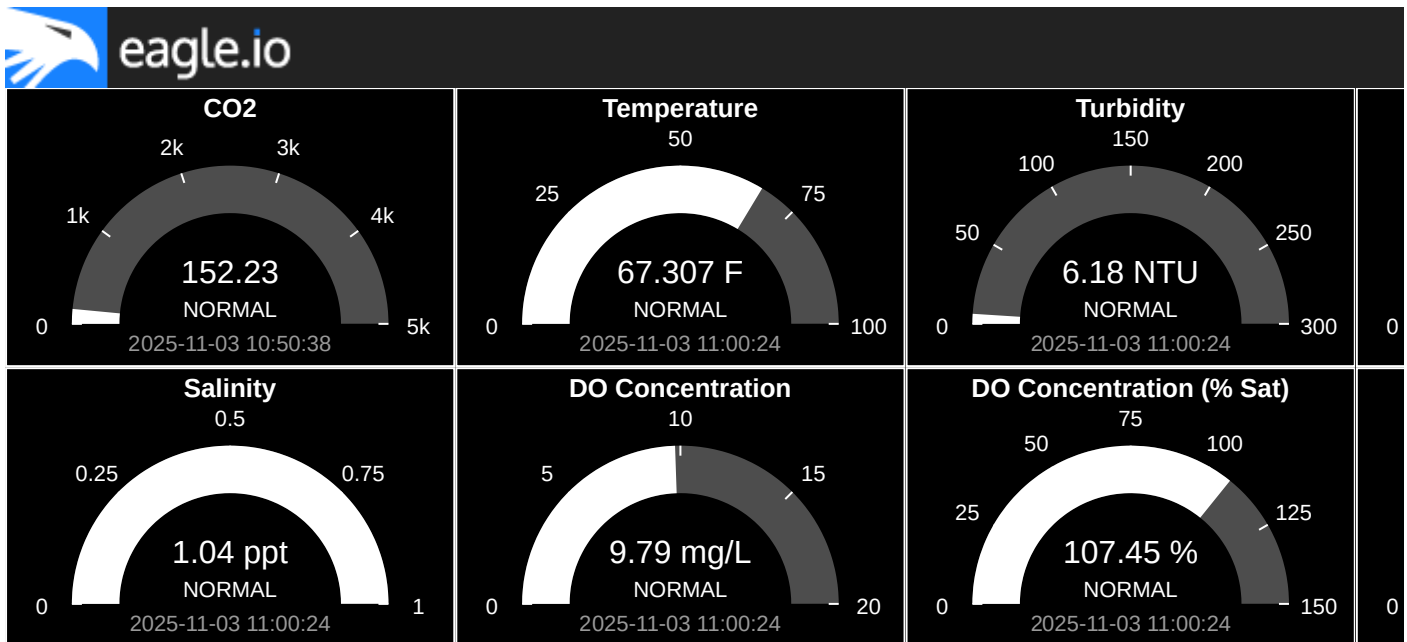 eagle.io
CO2
2k
3k
1k
4k
152.23
NORMAL
0
5k
2025-11-03 10:50:38
Temperature
50
25
75
67.307 F
NORMAL
0
100
2025-11-03 11:00:24
Turbidity
150
100
200
50
250
6.18 NTU
NORMAL
0
300
2025-11-03 11:00:24
0
Salinity
0.5
0.25
0.75
1.04 ppt
NORMAL
0
1
2025-11-03 11:00:24
DO Concentration
10
5
15
9.79 mg/L
NORMAL
0
20
2025-11-03 11:00:24
DO Concentration (% Sat)
75
50
100
25
125
107.45 %
NORMAL
0
150
2025-11-03 11:00:24
0